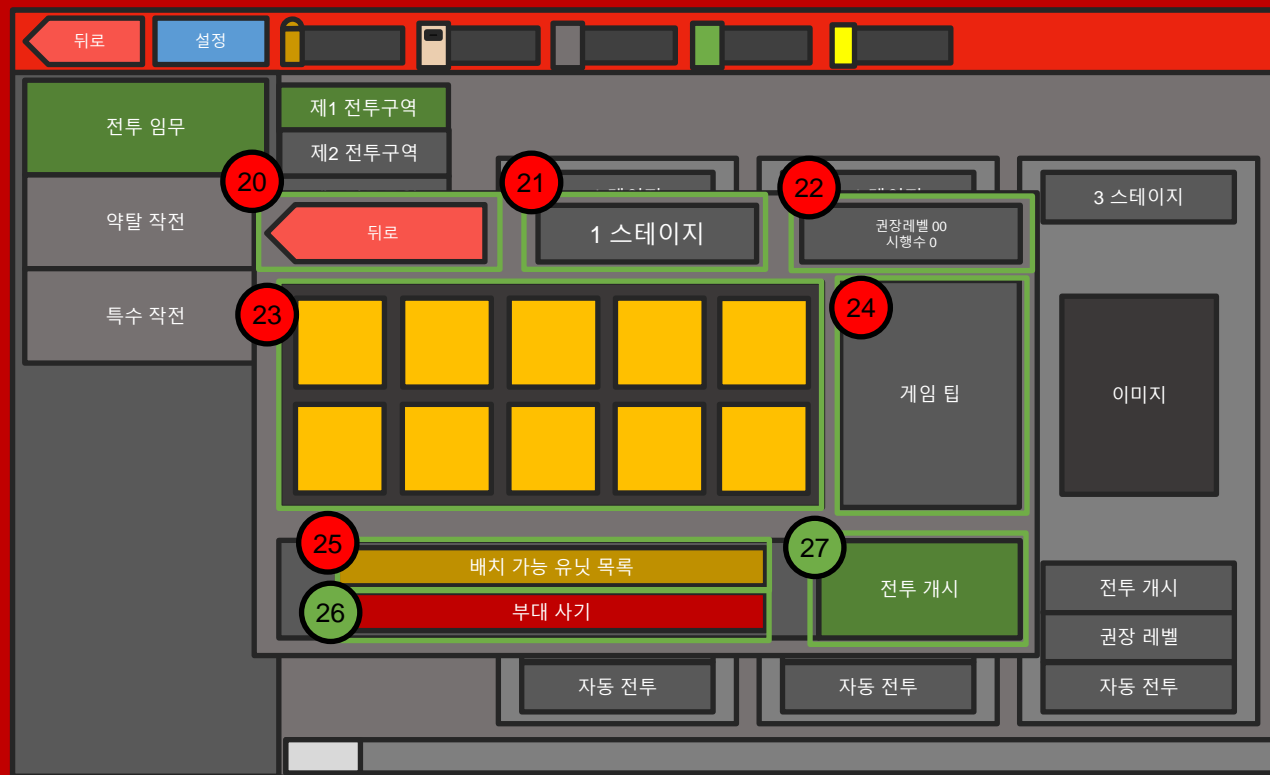 뒤로
설정
전투 임무
약탈 작전
특수 작전
제1 전투구역
제2 전투구역
3 스테이지
20
21
22
뒤로
1 스테이지
권장레벨 00
시행수 0
23
24
게임 팁
이미지
25
배치 가능 유닛 목록
26
부대 사기
27
전투 개시
전투 개시
권장 레벨
자동 전투
자동 전투
자동 전투